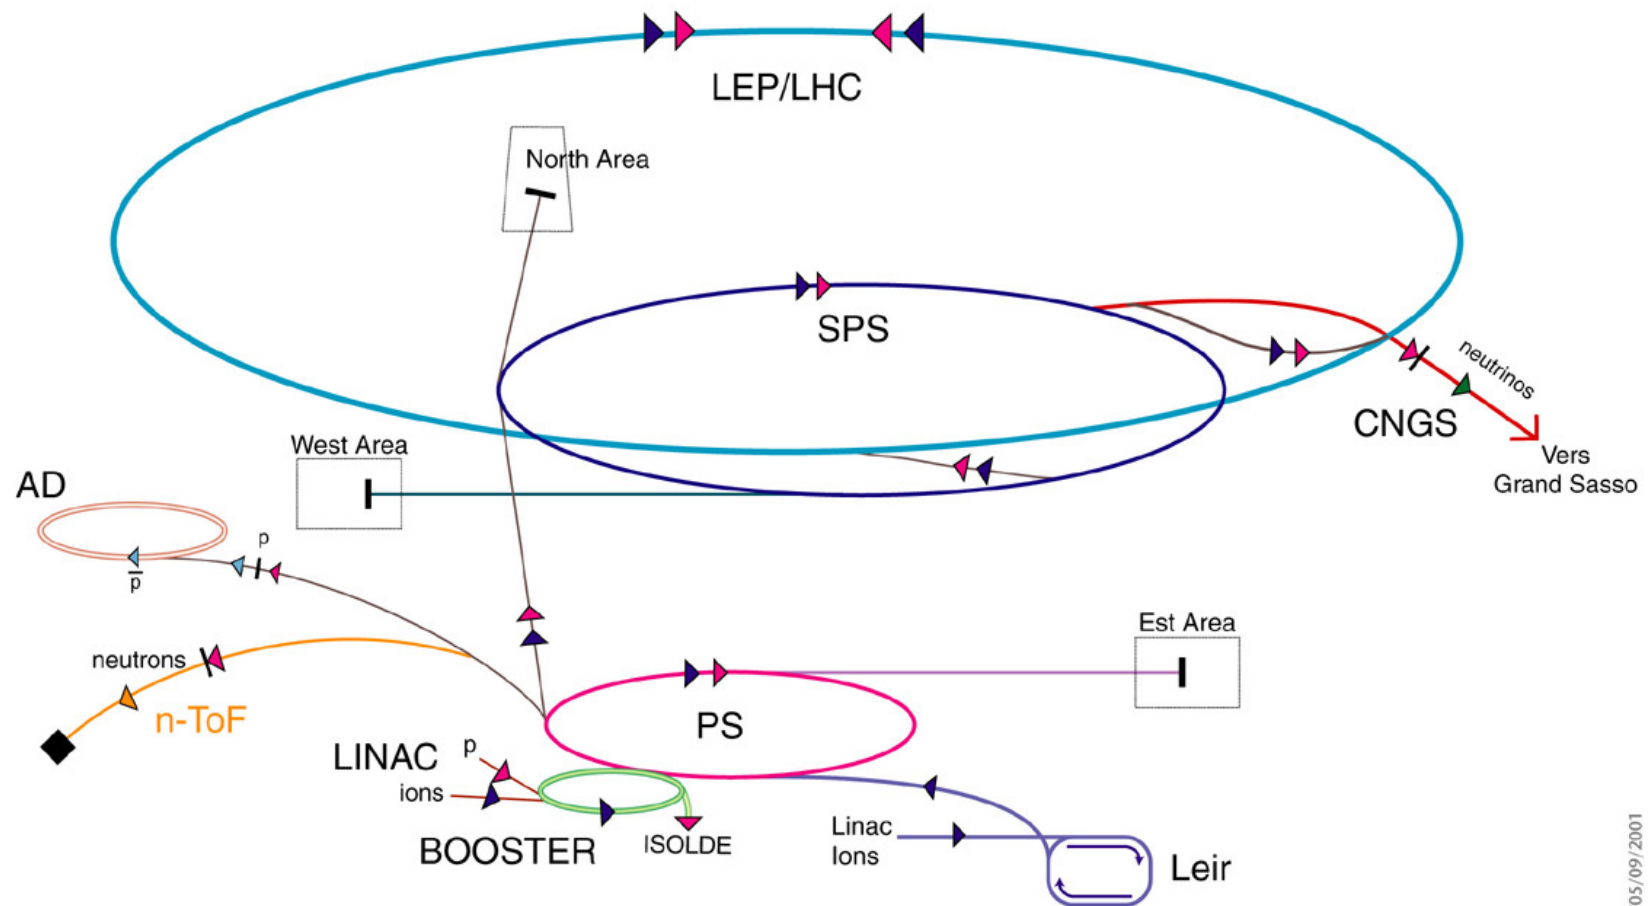 LEP/LHC
North Area
SPS
neutrinos
CNGS
West Area
Vers
Grand Sasso
AD
p
p̅
Est Area
neutrons
n-ToF
PS
LINAC
p
ions
Linac
Ions
BOOSTER
ISOLDE
Leir
05/09/2001